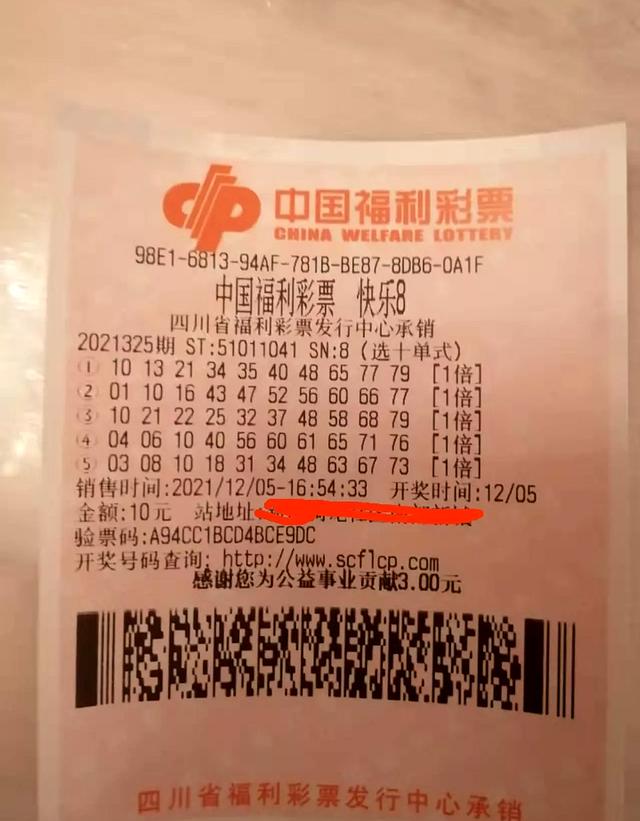 中国福利彩票
CHINA WELFARE LOTTERY
98E1-6813-94AF-781B-BE87-8DB6-0A1F
中国福利彩票 快乐8
四川省福利彩票发行中心承销
2021325期 ST:51011041 SN:8 (选十单式)
① 10 13 21 34 35 40 48 65 77 79 [1倍]
② 01 10 16 43 47 52 56 60 66 77 [1倍]
③ 10 21 22 25 32 37 48 58 68 79 [1倍]
④ 04 06 10 40 56 60 61 65 71 76 [1倍]
⑤ 03 08 10 18 31 34 48 63 67 73 [1倍]
销售时间:2021/12/05-16:54:33 开奖时间:12/05
金额:10元 站地址:
验票码:A94CC1BCD4BCE9DC
开奖号码查询: http://www.scflcp.com
感谢您为公益事业贡献3.00元
四川省福利彩票发行中心承销